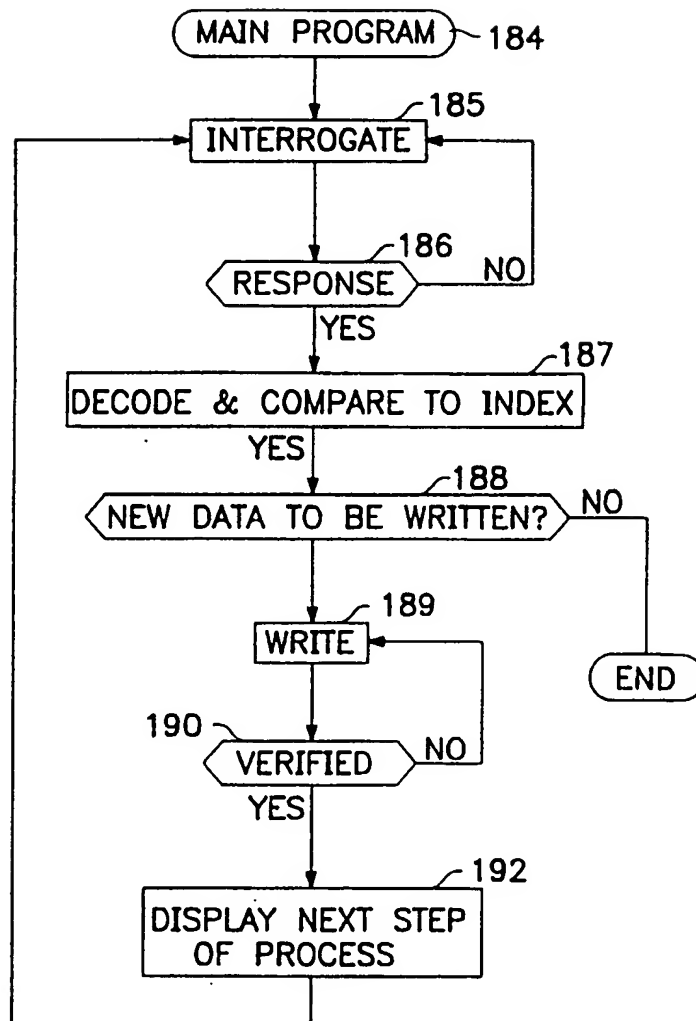 MAIN PROGRAM
184
185
INTERROGATE
186
RESPONSE
NO
YES
187
DECODE & COMPARE TO INDEX
YES
188
NEW DATA TO BE WRITTEN?
NO
189
WRITE
END
190
VERIFIED
NO
YES
192
DISPLAY NEXT STEP
OF PROCESS